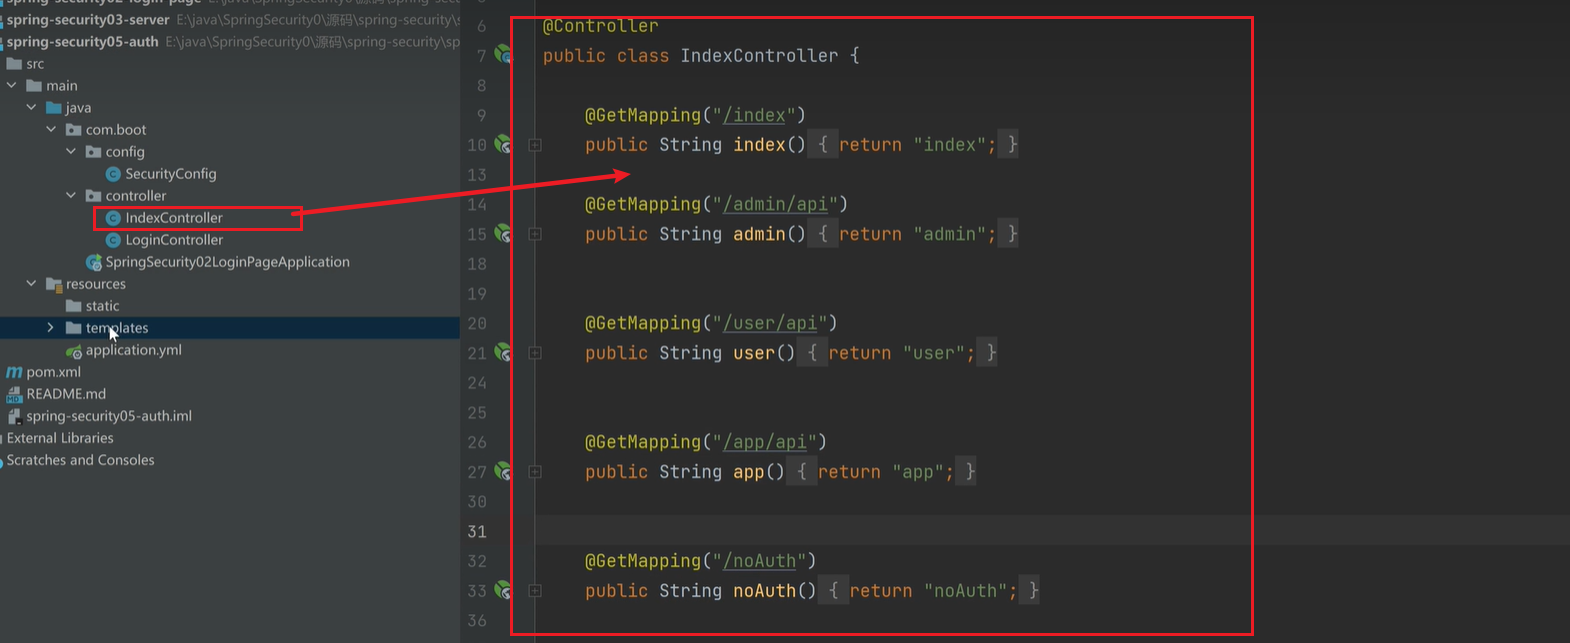 spring-security02-login-page E:\java\SpringSecurity0\源码\spring-security\
spring-security03-server E:\java\SpringSecurity0\源码\spring-security\s
spring-security05-auth E:\java\SpringSecurity0\源码\spring-security\sp
src
main
java
com.boot
config
SecurityConfig
controller
IndexController
LoginController
SpringSecurity02LoginPageApplication
resources
static
templates
application.yml
pom.xml
README.md
spring-security05-auth.iml
External Libraries
Scratches and Consoles
6 @Controller
7 public class IndexController {
8
9 @GetMapping("/index")
10 public String index() { return "index"; }
13
14 @GetMapping("/admin/api")
15 public String admin() { return "admin"; }
18
19
20 @GetMapping("/user/api")
21 public String user() { return "user"; }
24
25
26 @GetMapping("/app/api")
27 public String app() { return "app"; }
30
31
32 @GetMapping("/noAuth")
33 public String noAuth() { return "noAuth"; }
36